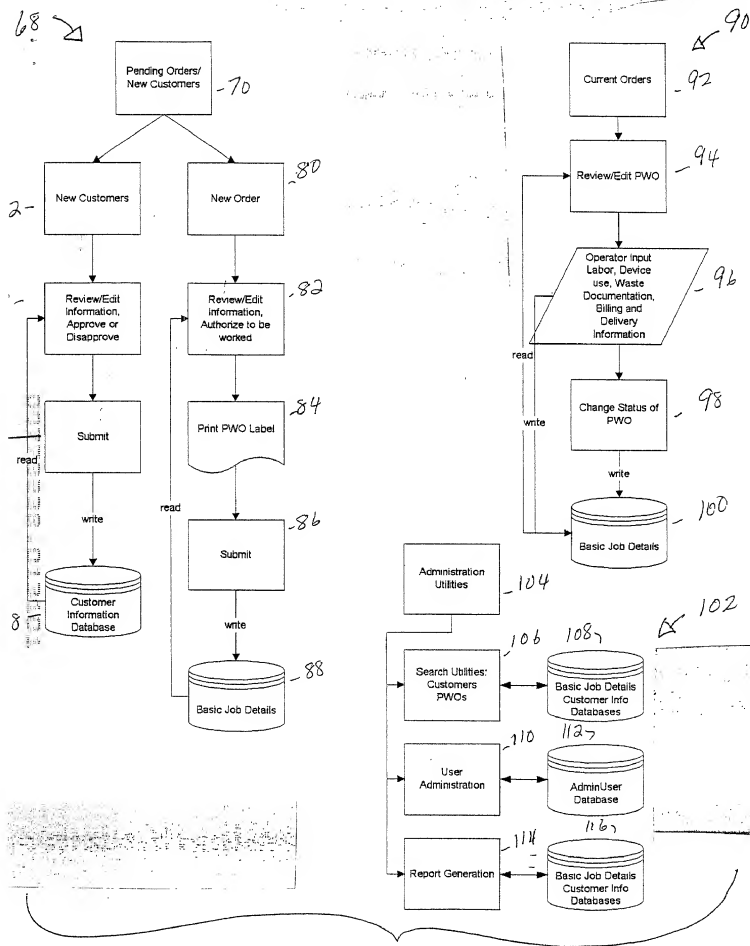 68
Pending Orders/
New Customers
70
2
New Customers
80
New Order
Review/Edit
Information,
Approve or
Disapprove
82
Review/Edit
Information,
Authorize to be
worked
84
Print PWO Label
Submit
read
write
8
Customer
Information
Database
86
Submit
read
write
88
Basic Job Details
90
Current Orders
92
Review/Edit PWO
94
Operator Input
Labor, Device
use, Waste
Documentation,
Billing and
Delivery
Information
96
read
write
Change Status of
PWO
98
write
Basic Job Details
100
102
Administration
Utilities
104
106
Search Utilities:
Customers
PWOs
108
Basic Job Details
Customer Info
Databases
110
User
Administration
112
AdminUser
Database
114
Report Generation
116
Basic Job Details
Customer Info
Databases